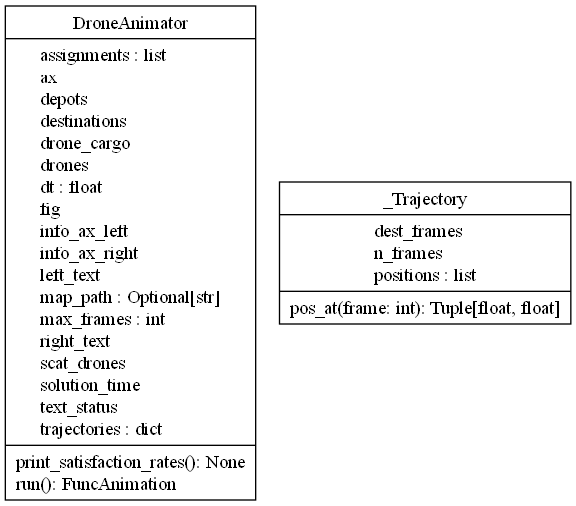 DroneAnimator
assignments : list
ax
depots
destinations
drone_cargo
drones
dt : float
fig
info_ax_left
info_ax_right
left_text
map_path : Optional[str]
max_frames : int
right_text
scat_drones
solution_time
text_status
trajectories : dict
print_satisfaction_rates(): None
run(): FuncAnimation
_Trajectory
dest_frames
n_frames
positions : list
pos_at(frame: int): Tuple[float, float]